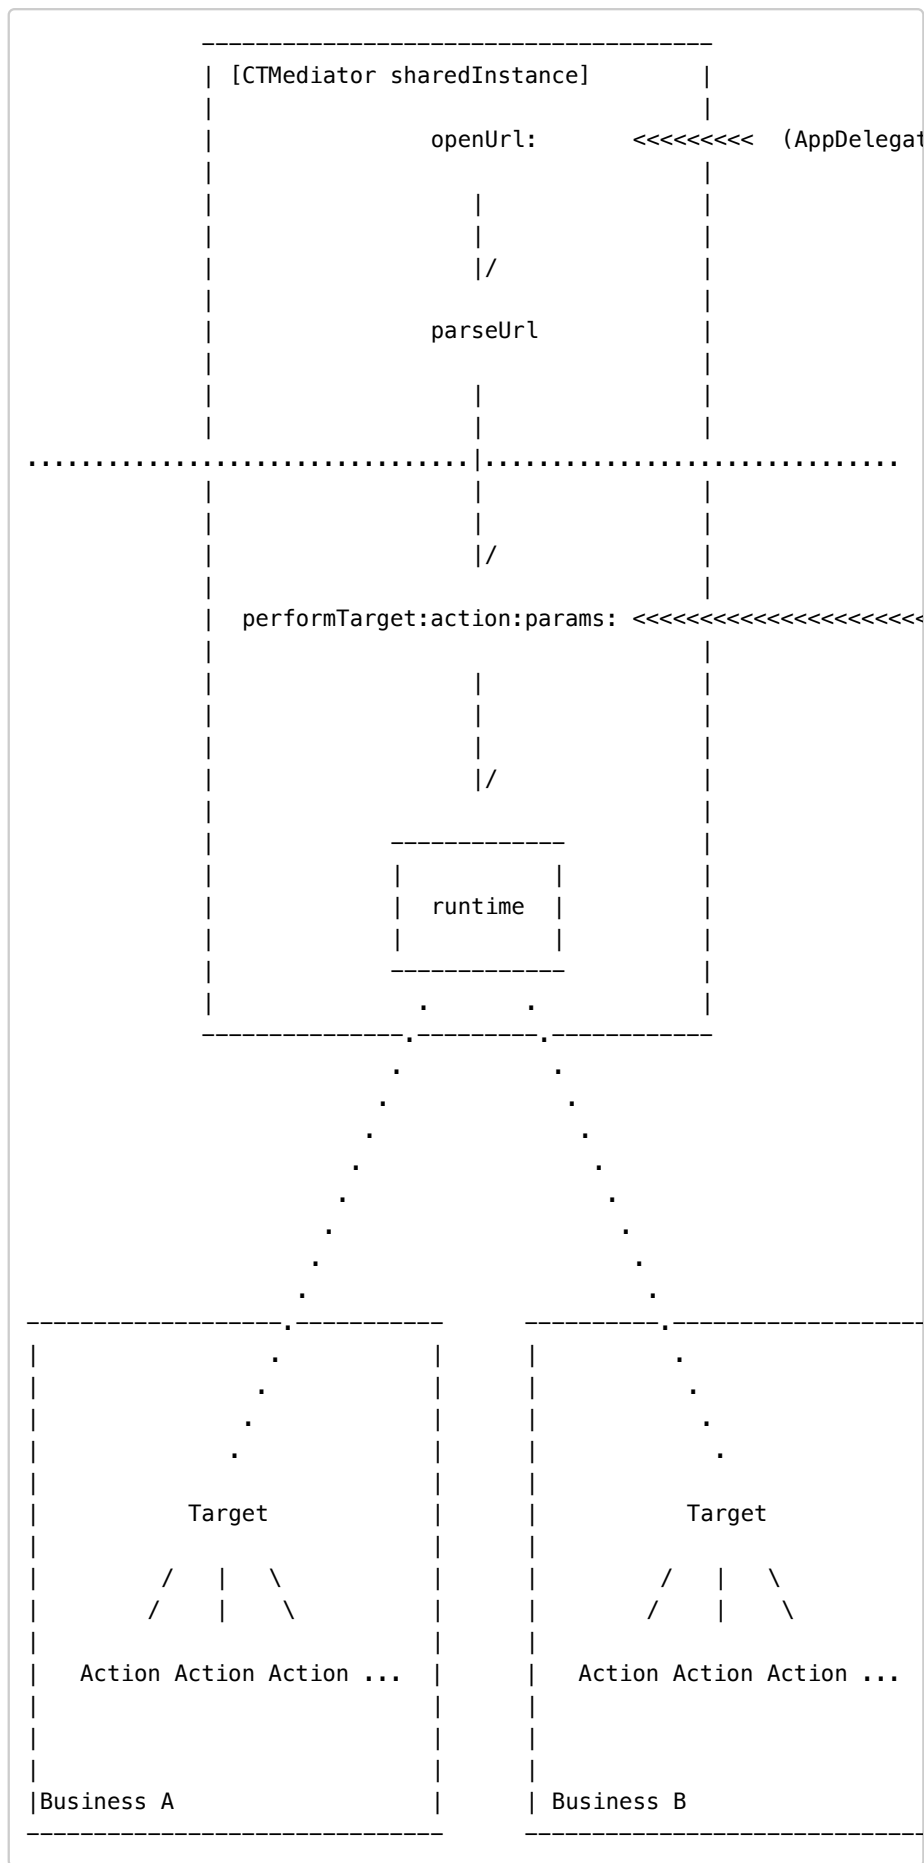 [CTMediator sharedInstance]
openUrl: <<<<<<<<< (AppDelegat
parseUrl
performTarget:action:params: <<<<<<<<<<<<<<<<<<<<<<
runtime
Target Target
Action Action Action ... Action Action Action ...
Business A Business B